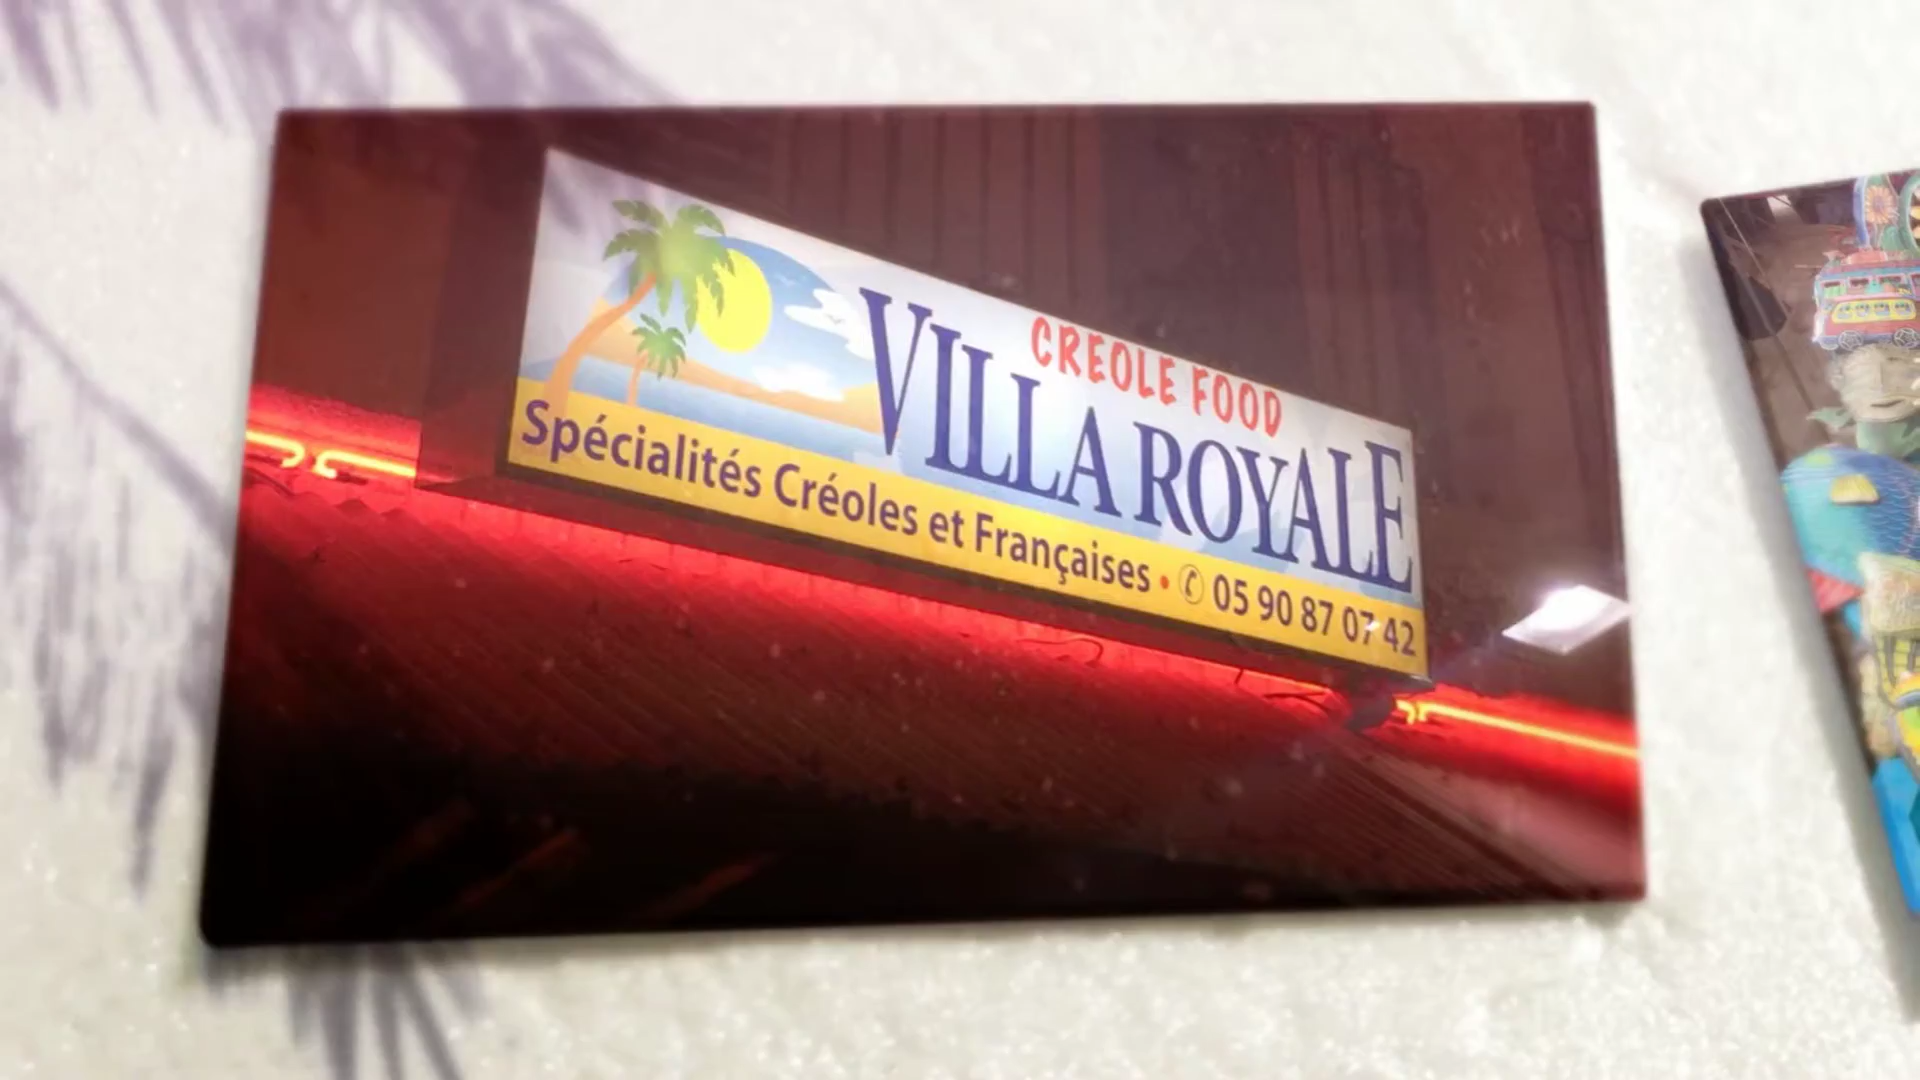 CREOLE FOOD
VILLA ROYALE
Spécialités Créoles et Françaises • ✆ 05 90 87 07 42